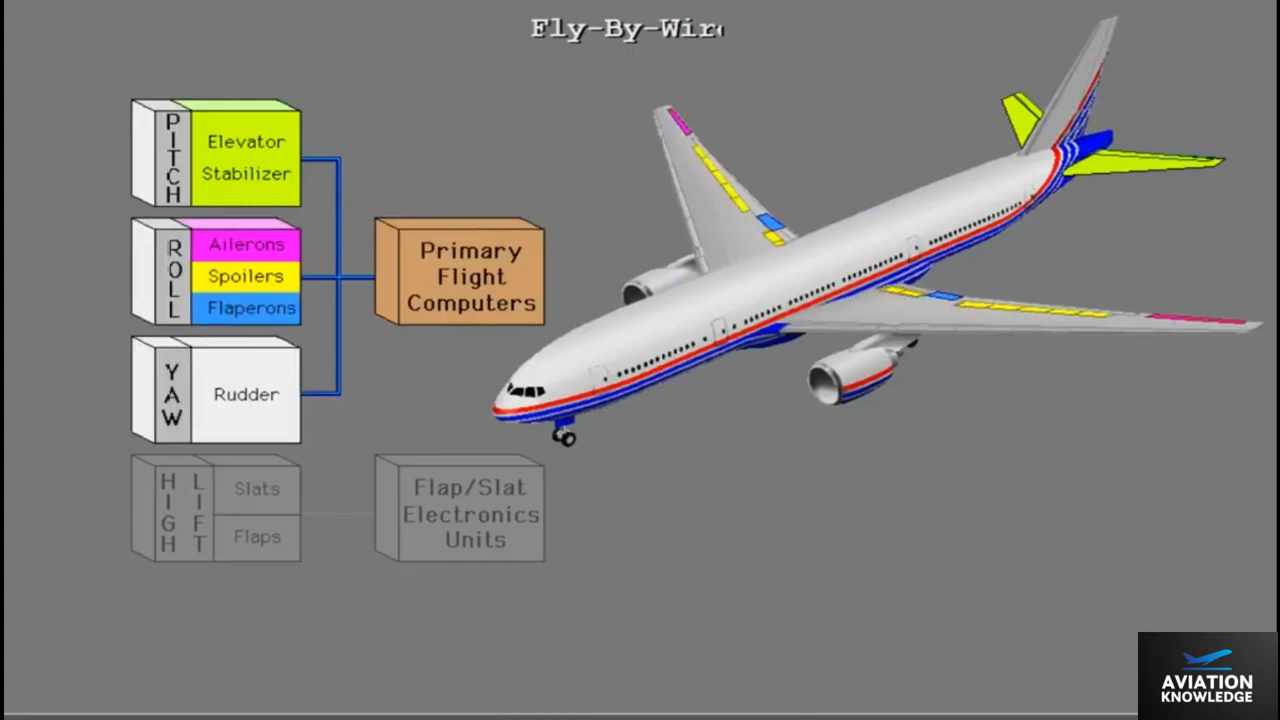 Fly-By-Wir
PITCH
Elevator
Stabilizer
ROLL
Ailerons
Spoilers
Flaperons
YAW
Rudder
Primary
Flight
Computers
HIGH LIFT
Slats
Flaps
Flap/Slat
Electronics
Units
AVIATION
KNOWLEDGE